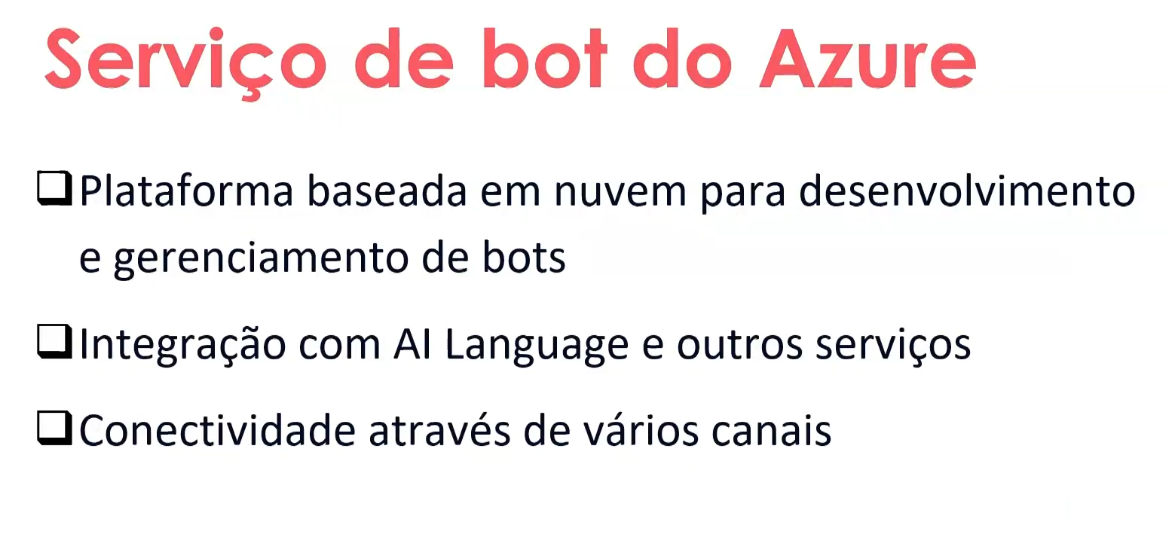 Serviço de bot do Azure
Plataforma baseada em nuvem para desenvolvimento
e gerenciamento de bots
Integração com AI Language e outros serviços
Conectividade através de vários canais